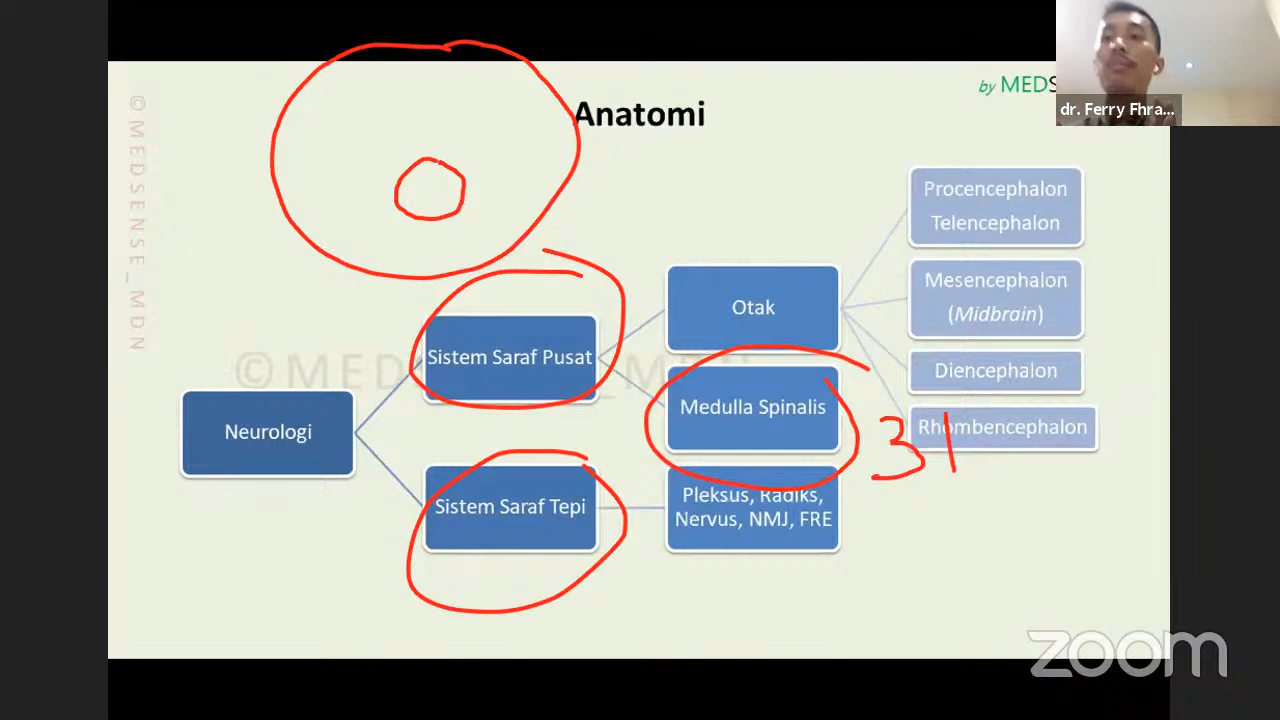 by MEDS
dr. Ferry Fhra...
Anatomi
©MEDSENSE_MDN
Procencephalon
Telencephalon
Mesencephalon
(Midbrain)
Diencephalon
Rhombencephalon
Otak
Sistem Saraf Pusat
Medulla Spinalis
31
Neurologi
Sistem Saraf Tepi
Pleksus, Radiks,
Nervus, NMJ, FRE
zoom